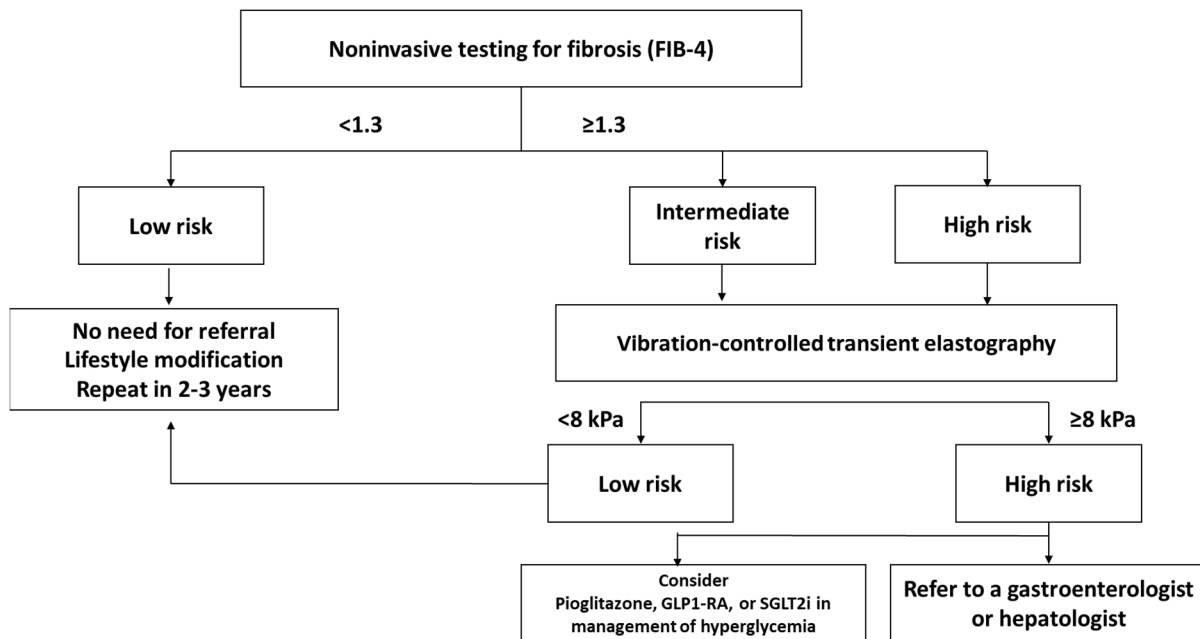 Noninvasive testing for fibrosis (FIB-4)
<1.3
≥1.3
Low risk
Intermediate
risk
High risk
No need for referral
Lifestyle modification
Repeat in 2-3 years
Vibration-controlled transient elastography
<8 kPa
≥8 kPa
Low risk
High risk
Consider
Pioglitazone, GLP1-RA, or SGLT2i in
management of hyperglycemia
Refer to a gastroenterologist
or hepatologist